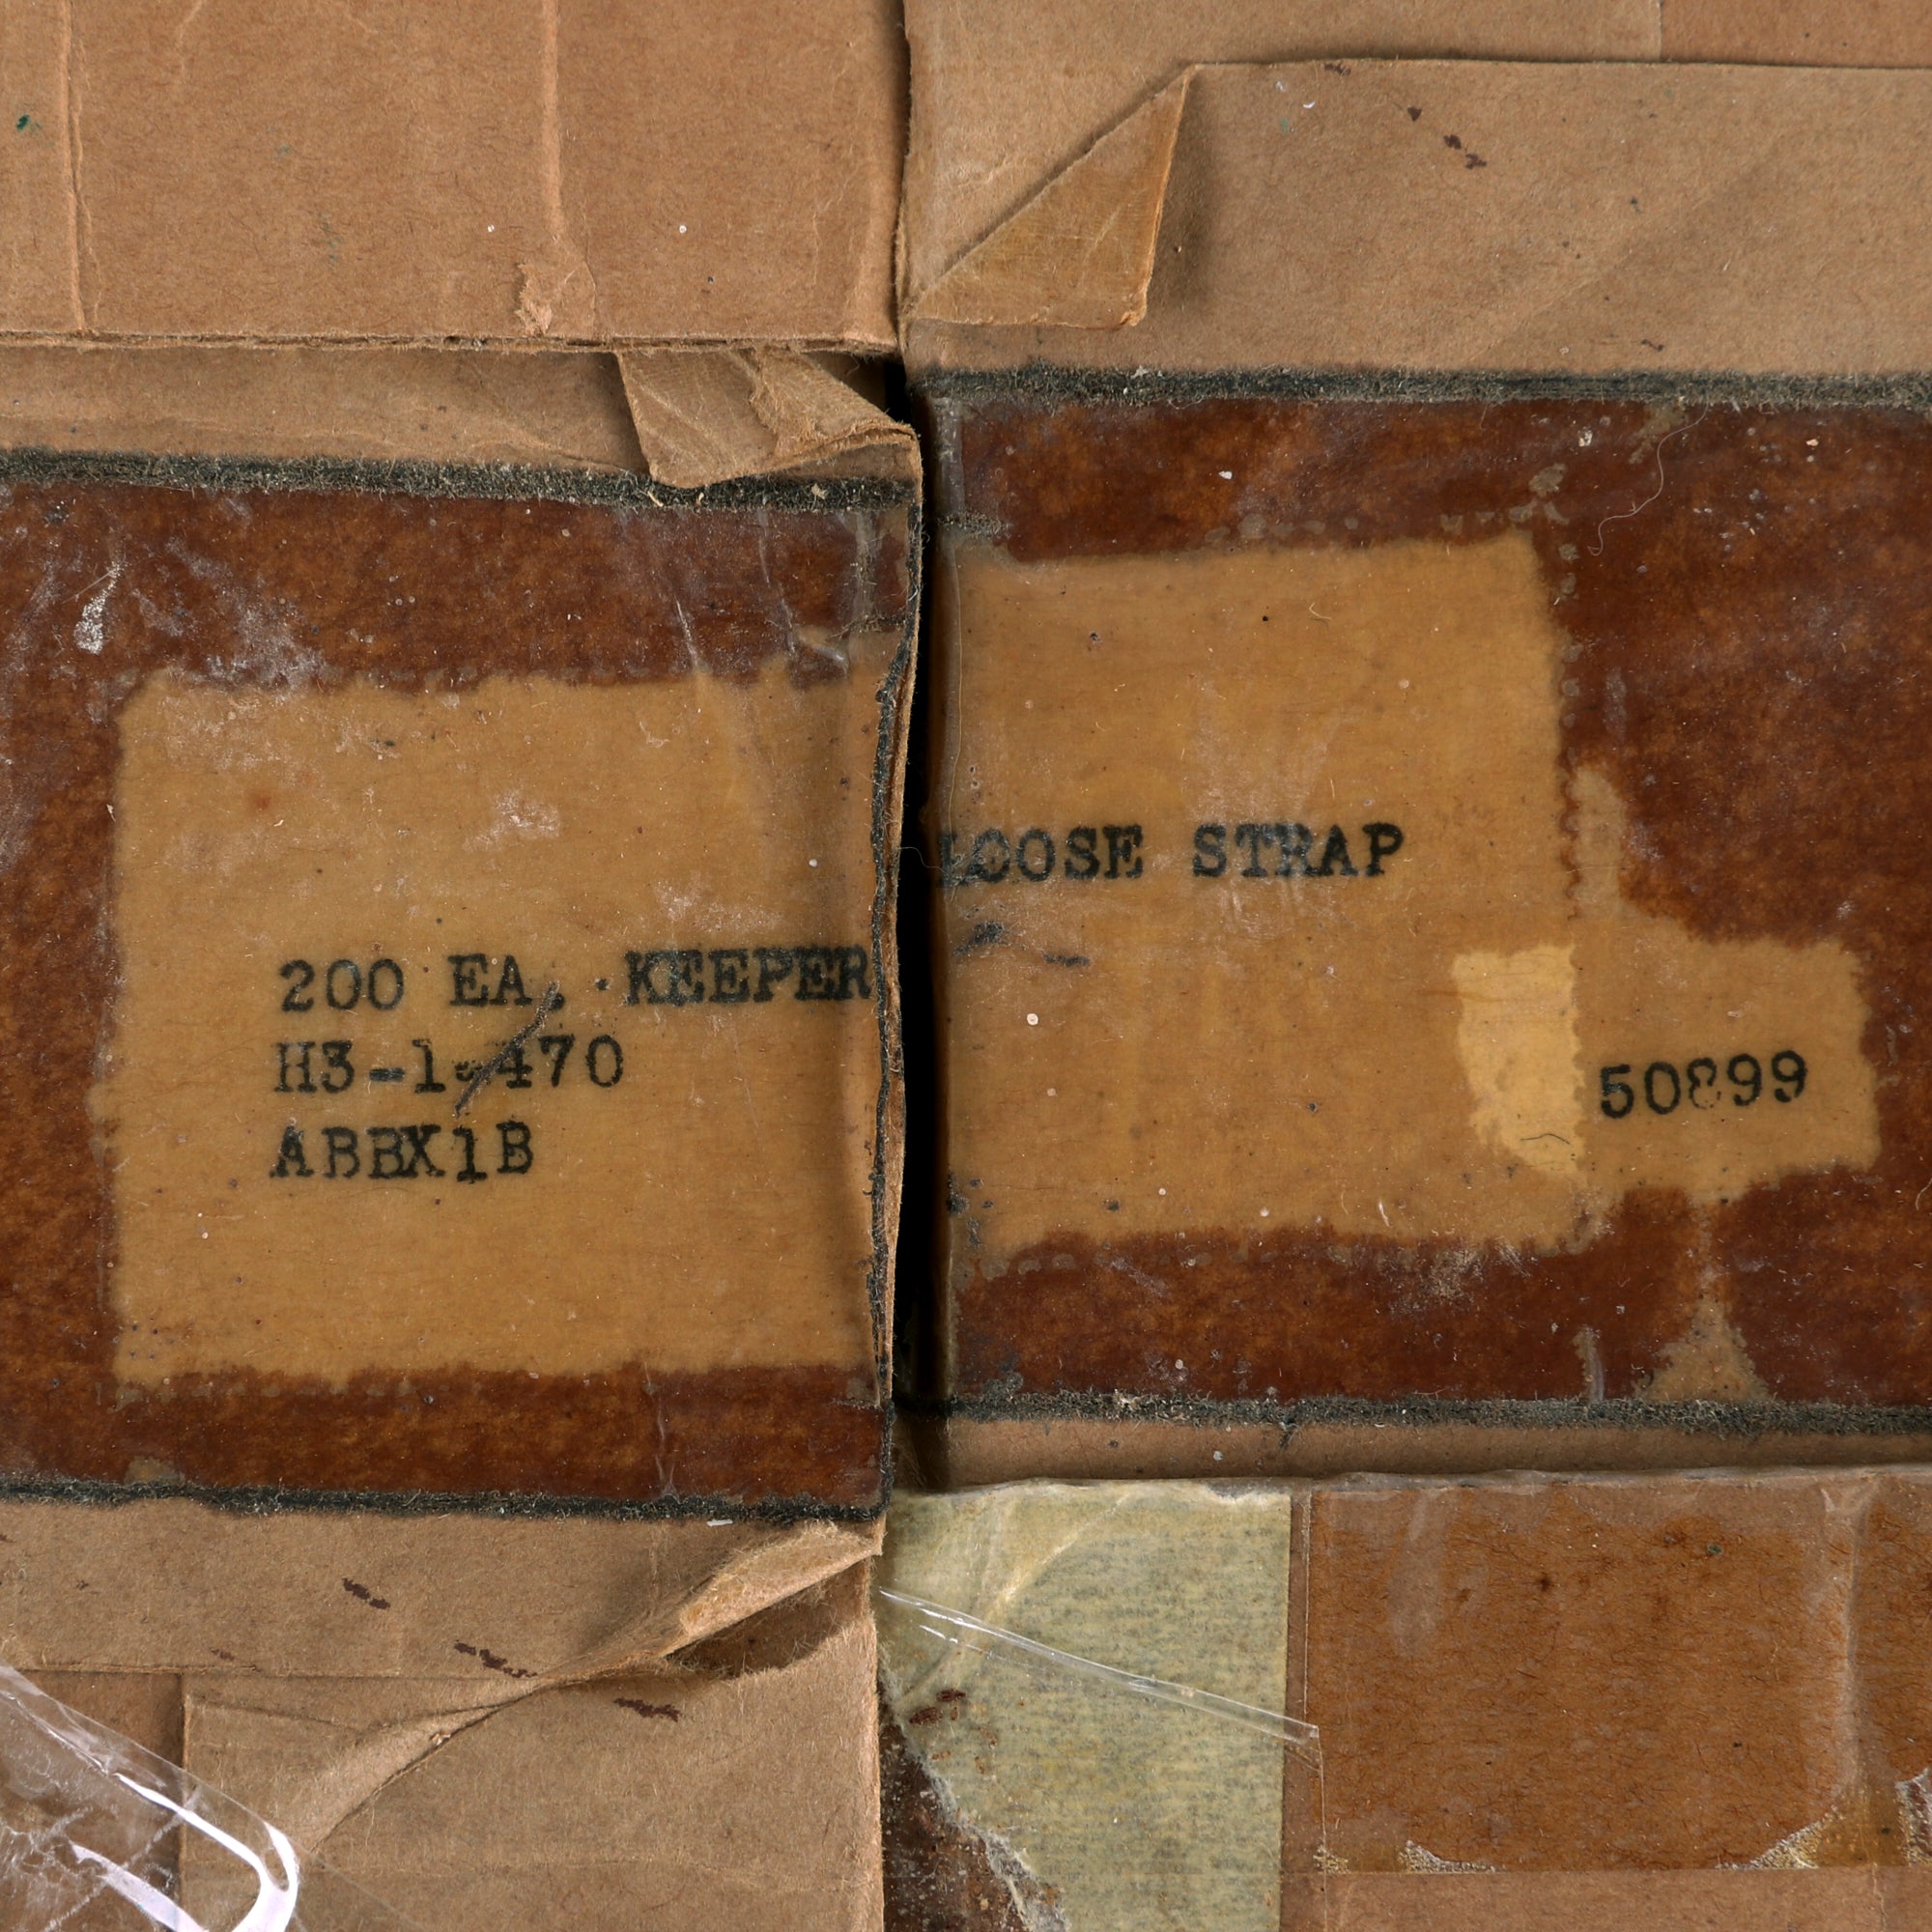 200 EA. KEEPER LOOSE STRAP
H3-1-470
ABBX1B
50899